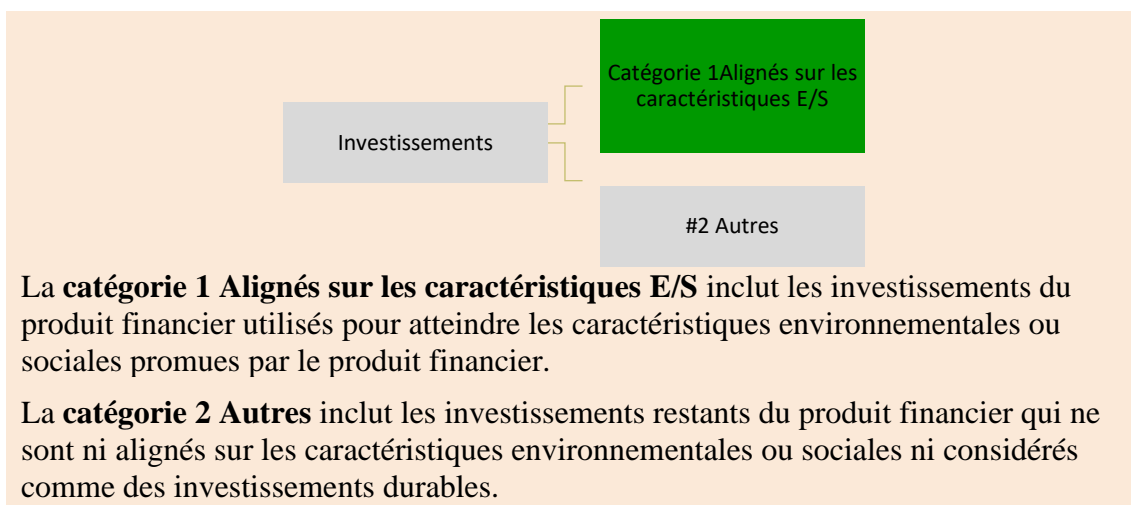 Catégorie 1Alignés sur les
caractéristiques E/S
Investissements
#2 Autres
La catégorie 1 Alignés sur les caractéristiques E/S inclut les investissements du
produit financier utilisés pour atteindre les caractéristiques environnementales ou
sociales promues par le produit financier.
La catégorie 2 Autres inclut les investissements restants du produit financier qui ne
sont ni alignés sur les caractéristiques environnementales ou sociales ni considérés
comme des investissements durables.